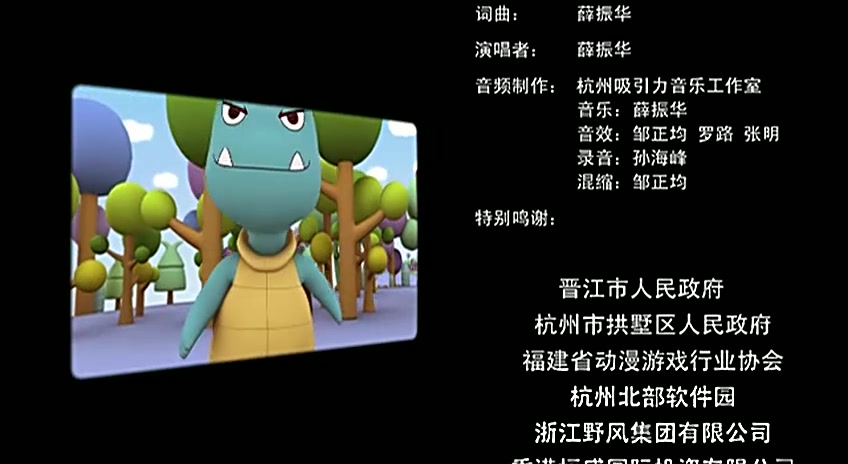 词曲： 薛振华
演唱者： 薛振华
音频制作： 杭州吸引力音乐工作室
音乐：薛振华
音效：邹正均 罗路 张明
录音：孙海峰
混缩：邹正均
特别鸣谢：
晋江市人民政府
杭州市拱墅区人民政府
福建省动漫游戏行业协会
杭州北部软件园
浙江野风集团有限公司